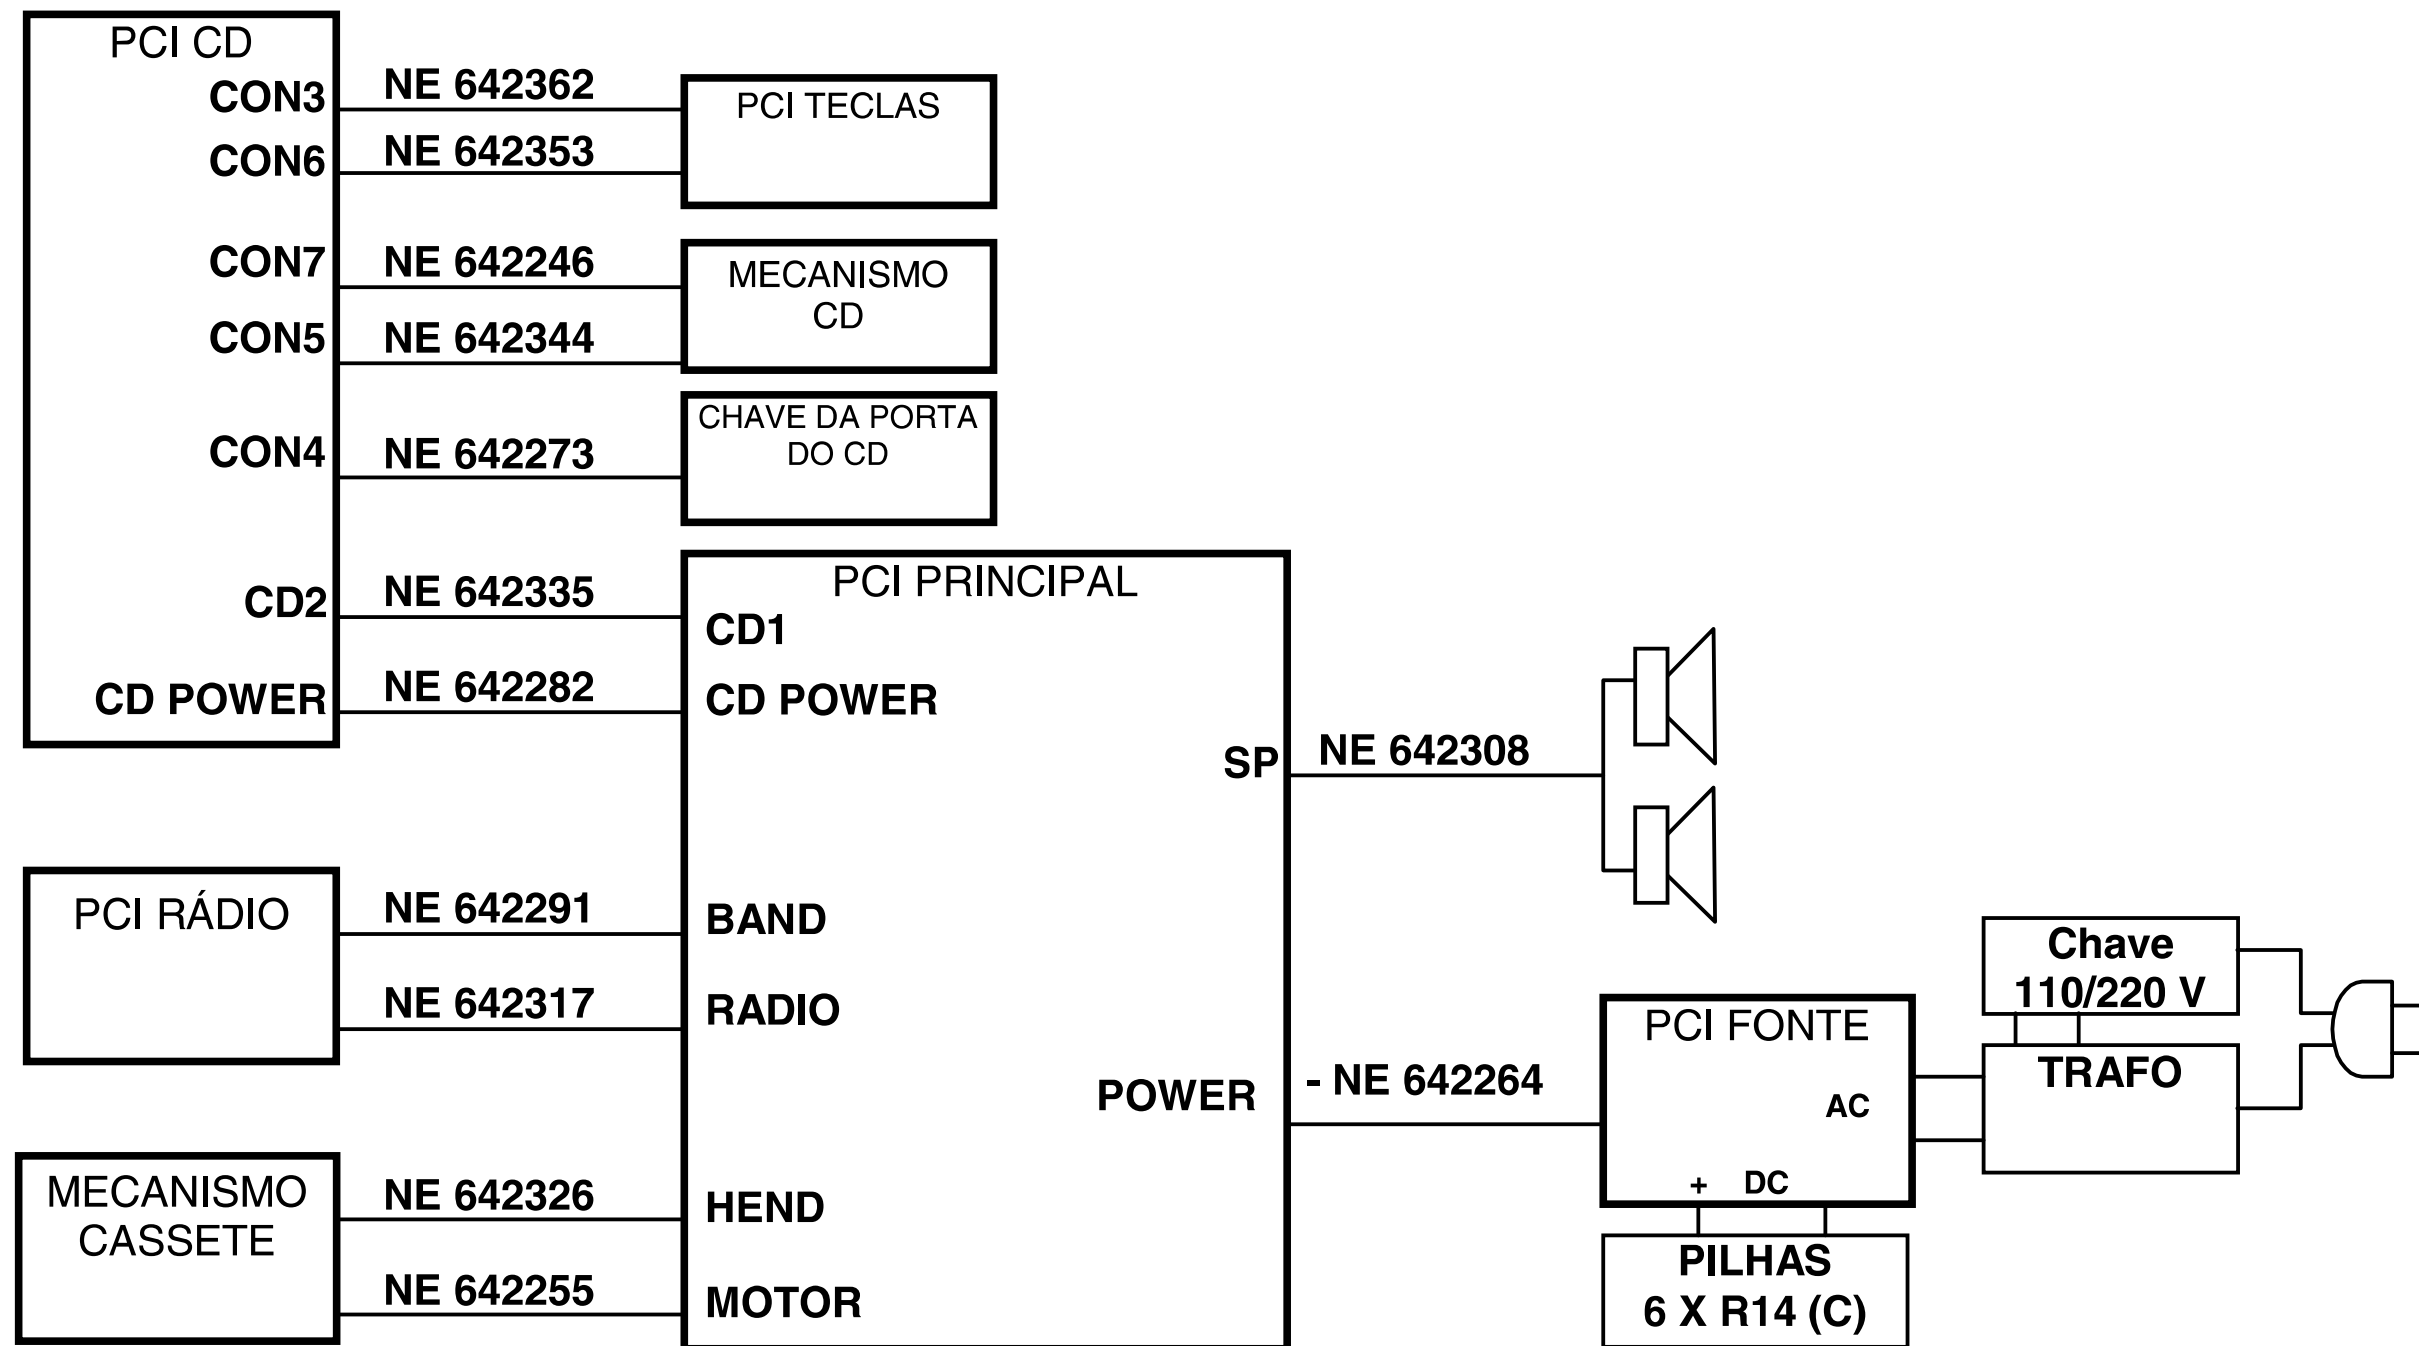 PCI CD
CON3
NE 642362
PCI TECLAS
CON6
NE 642353
CON7
NE 642246
MECANISMO
CD
CON5
NE 642344
CHAVE DA PORTA
DO CD
CON4
NE 642273
PCI PRINCIPAL
CD2
NE 642335
CD1
CD POWER
NE 642282
CD POWER
SP
NE 642308
PCI RÁDIO
NE 642291
BAND
NE 642317
RADIO
Chave
110/220 V
PCI FONTE
TRAFO
POWER
- NE 642264
AC
+ DC
MECANISMO
CASSETE
NE 642326
HEND
NE 642255
MOTOR
PILHAS
6 X R14 (C)